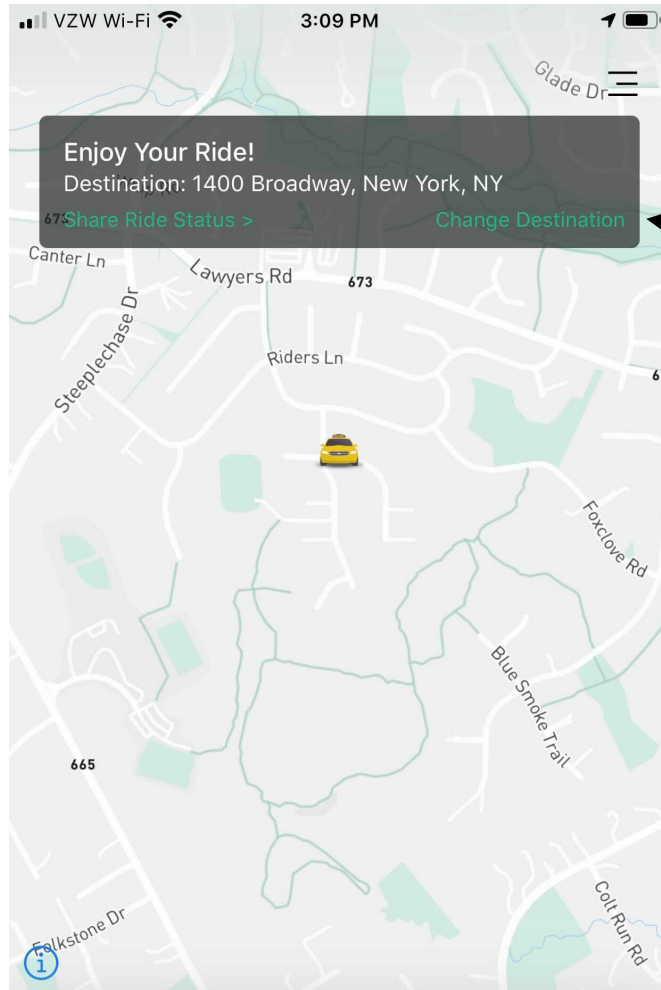 VZW Wi-Fi 3:09 PM
Glade Dr
Enjoy Your Ride!
Destination: 1400 Broadway, New York, NY
673
Share Ride Status > Change Destination
Canter Ln
Lawyers Rd
673
Steeplechase Dr
Riders Ln
6
Foxclove Rd
Blue Smoke Trail
665
Colt Run Rd
Folkstone Dr
i